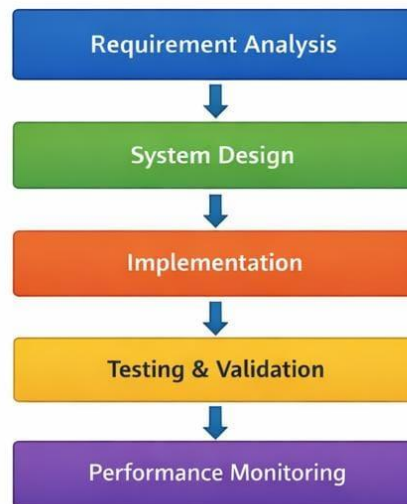 Requirement Analysis
System Design
Implementation
Testing & Validation
Performance Monitoring